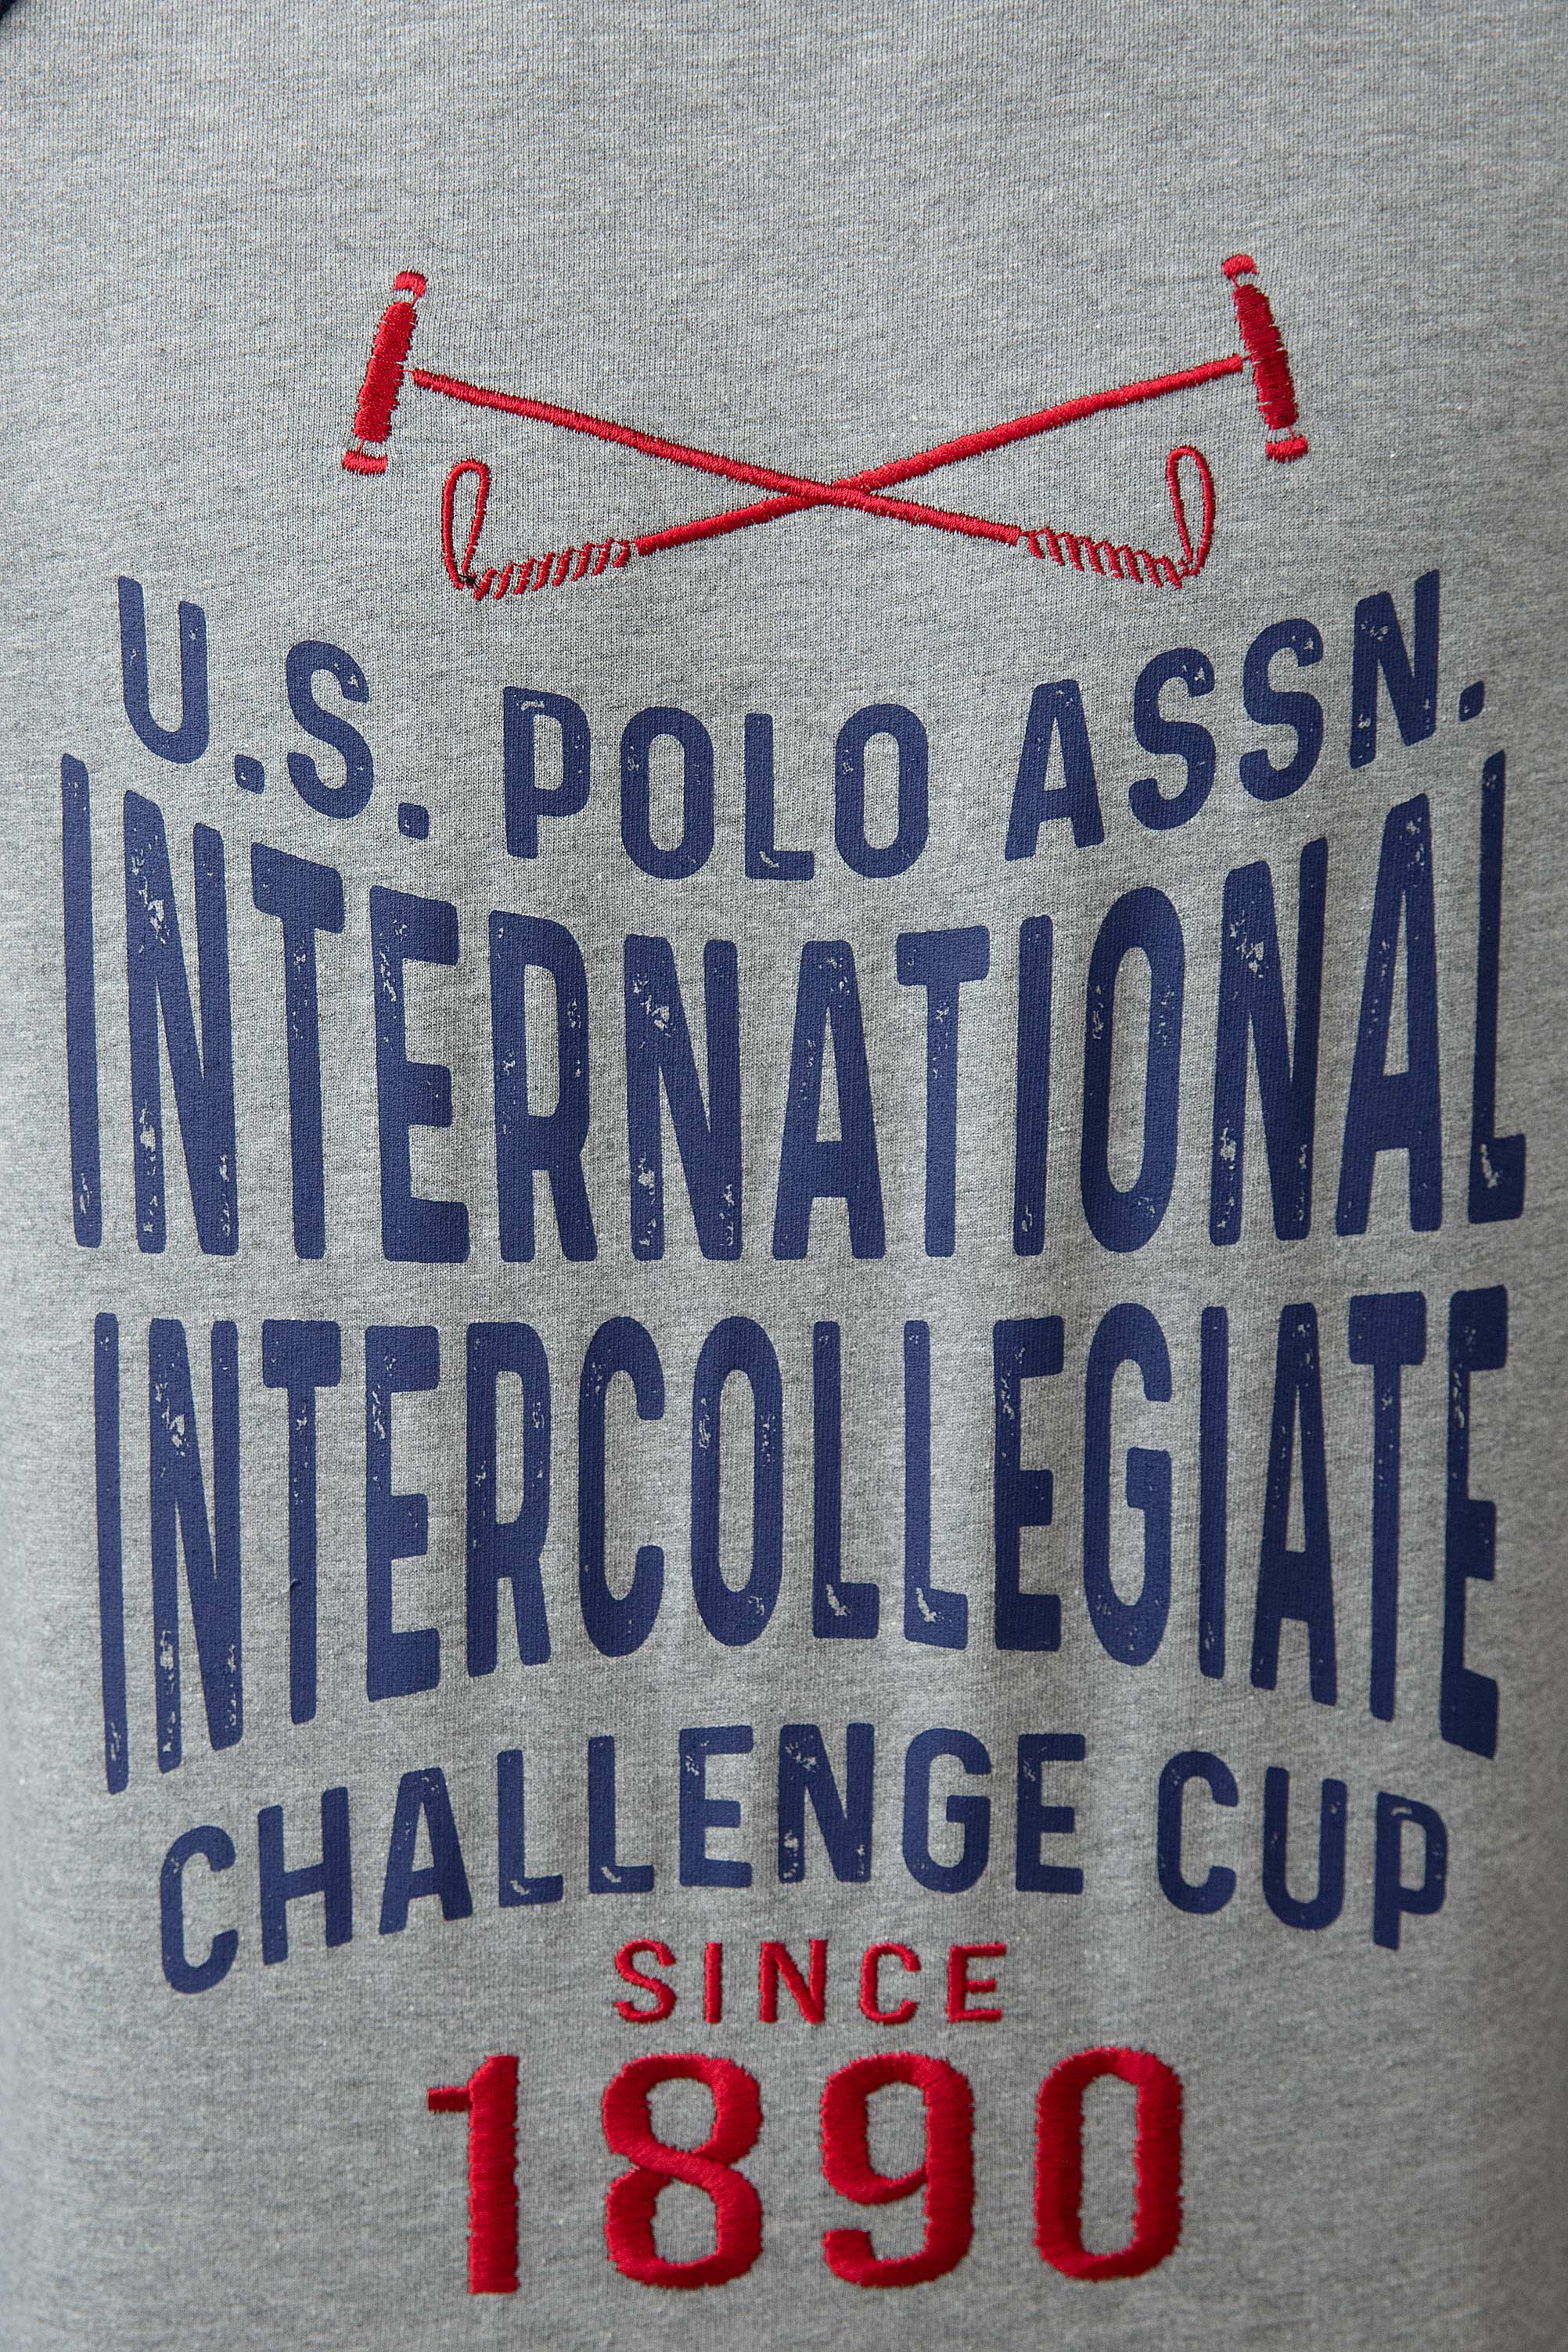 U.S. POLO ASSN.
INTERNATIONAL
INTERCOLLEGIATE
CHALLENGE CUP
SINCE
1890